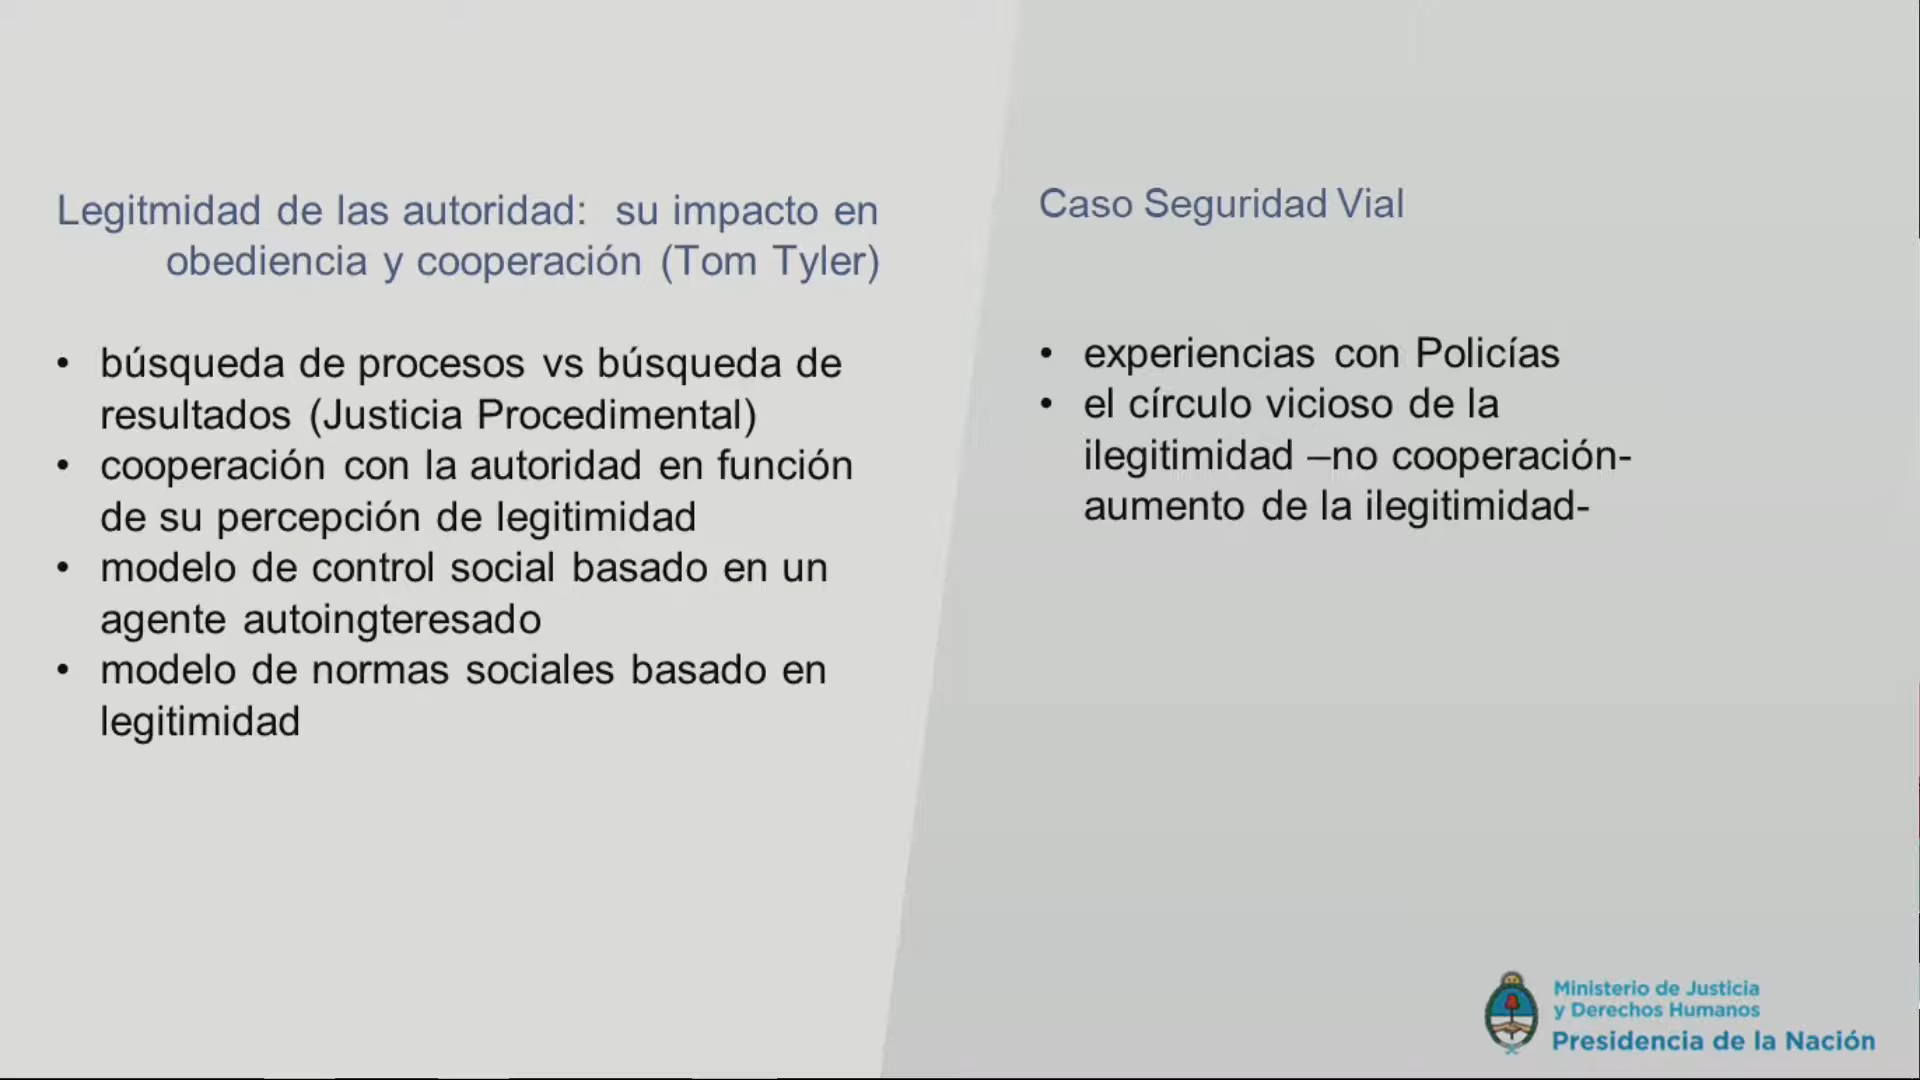 Legitmidad de las autoridad: su impacto en
obediencia y cooperación (Tom Tyler)
• búsqueda de procesos vs búsqueda de
resultados (Justicia Procedimental)
• cooperación con la autoridad en función
de su percepción de legitimidad
• modelo de control social basado en un
agente autoingteresado
• modelo de normas sociales basado en
legitimidad
Caso Seguridad Vial
• experiencias con Policías
• el círculo vicioso de la
ilegitimidad –no cooperación-
aumento de la ilegitimidad-
Ministerio de Justicia
y Derechos Humanos
Presidencia de la Nación